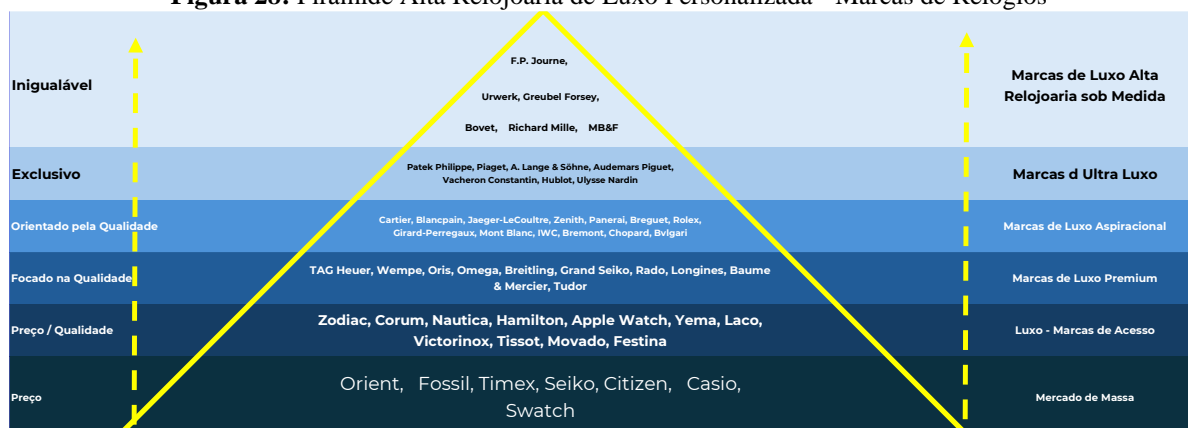 Figura 28: Pirâmide Alta Relojoaria de Luxo Personalizada - Marcas de Relógios
F.P. Journe,
Inigualável
Urwerk, Greubel Forsey,
Bovet, Richard Mille, MB&F
Marcas de Luxo Alta
Relojoaria sob Medida
Exclusivo
Patek Philippe, Piaget, A. Lange & Söhne, Audemars Piguet,
Vacheron Constantin, Hublot, Ulysse Nardin
Marcas d Ultra Luxo
Orientado pela Qualidade
Cartier, Blancpain, Jaeger-LeCoultre, Zenith, Panerai, Breguet, Rolex,
Girard-Perregaux, Mont Blanc, IWC, Bremont, Chopard, Bvlgari
Marcas de Luxo Aspiracional
Focado na Qualidade
TAG Heuer, Wempe, Oris, Omega, Breitling, Grand Seiko, Rado, Longines, Baume
& Mercier, Tudor
Marcas de Luxo Premium
Preço / Qualidade
Zodiac, Corum, Nautica, Hamilton, Apple Watch, Yema, Laco,
Victorinox, Tissot, Movado, Festina
Luxo - Marcas de Acesso
Preço
Orient, Fossil, Timex, Seiko, Citizen, Casio,
Swatch
Mercado de Massa